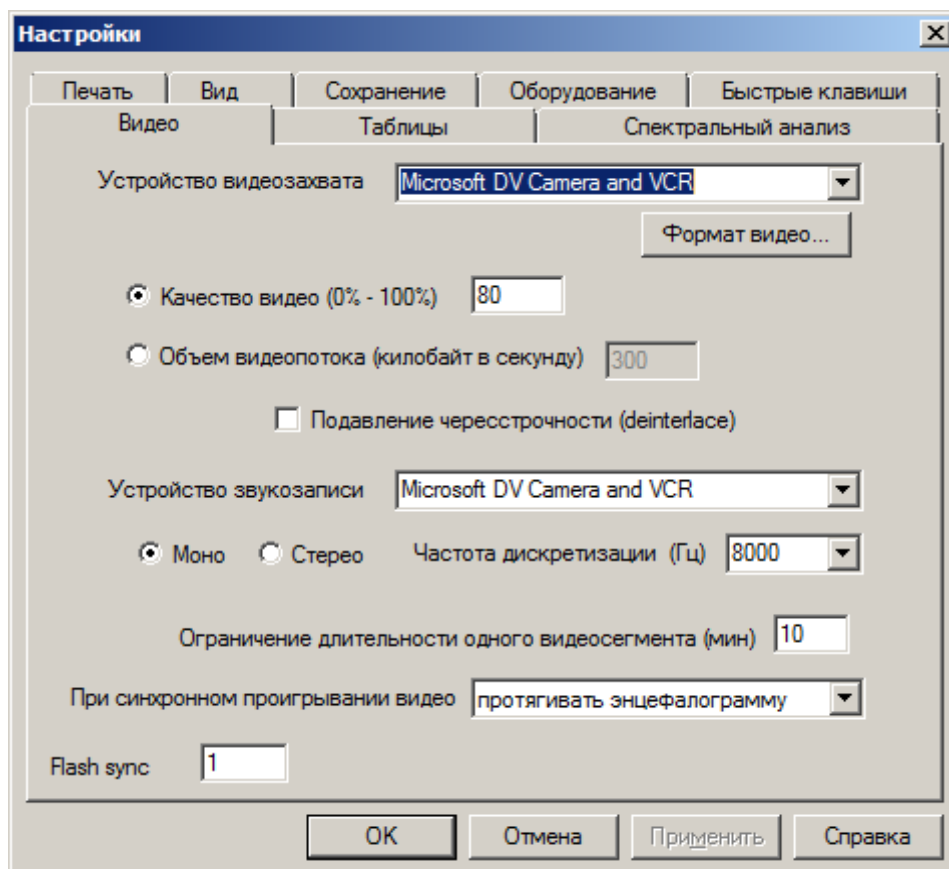 Настройки
Печать Вид Сохранение Оборудование Быстрые клавиши
Видео Таблицы Спектральный анализ
Устройство видеозахвата Microsoft DV Camera and VCR
Формат видео...
Качество видео (0% - 100%) 80
Объем видеопотока (килобайт в секунду) 300
Подавление чересстрочности (deinterlace)
Устройство звукозаписи Microsoft DV Camera and VCR
Моно Стерео Частота дискретизации (Гц) 8000
Ограничение длительности одного видеосегмента (мин) 10
При синхронном проигрывании видео протягивать энцефалограмму
Flash sync 1
OK Отмена Применить Справка